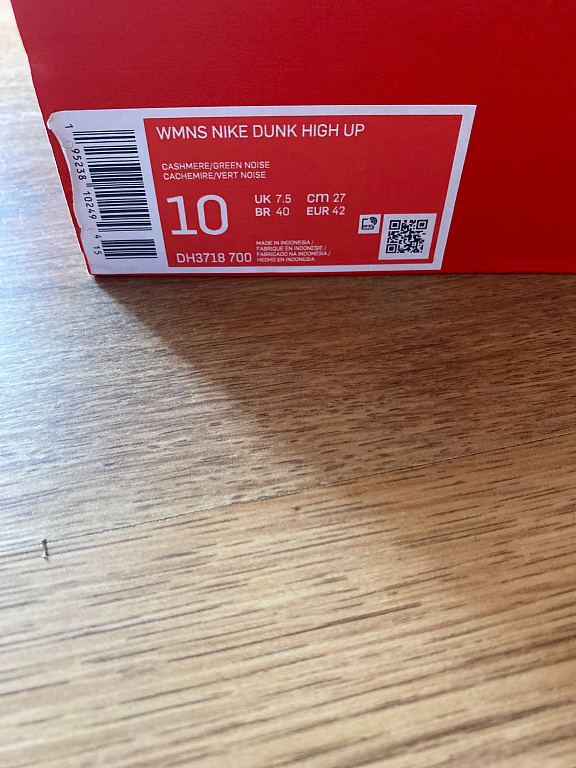 WMNS NIKE DUNK HIGH UP
CASHMERE/GREEN NOISE
CACHEMIRE/VERT NOISE
10
UK 7.5 cm 27
BR 40 EUR 42
DH3718 700
MADE IN INDONESIA /
FABRIQUE EN INDONESIE /
FABRICADO NA INDONÉSIA /
HECHO EN INDONESIA
1 95238 10249 4 15